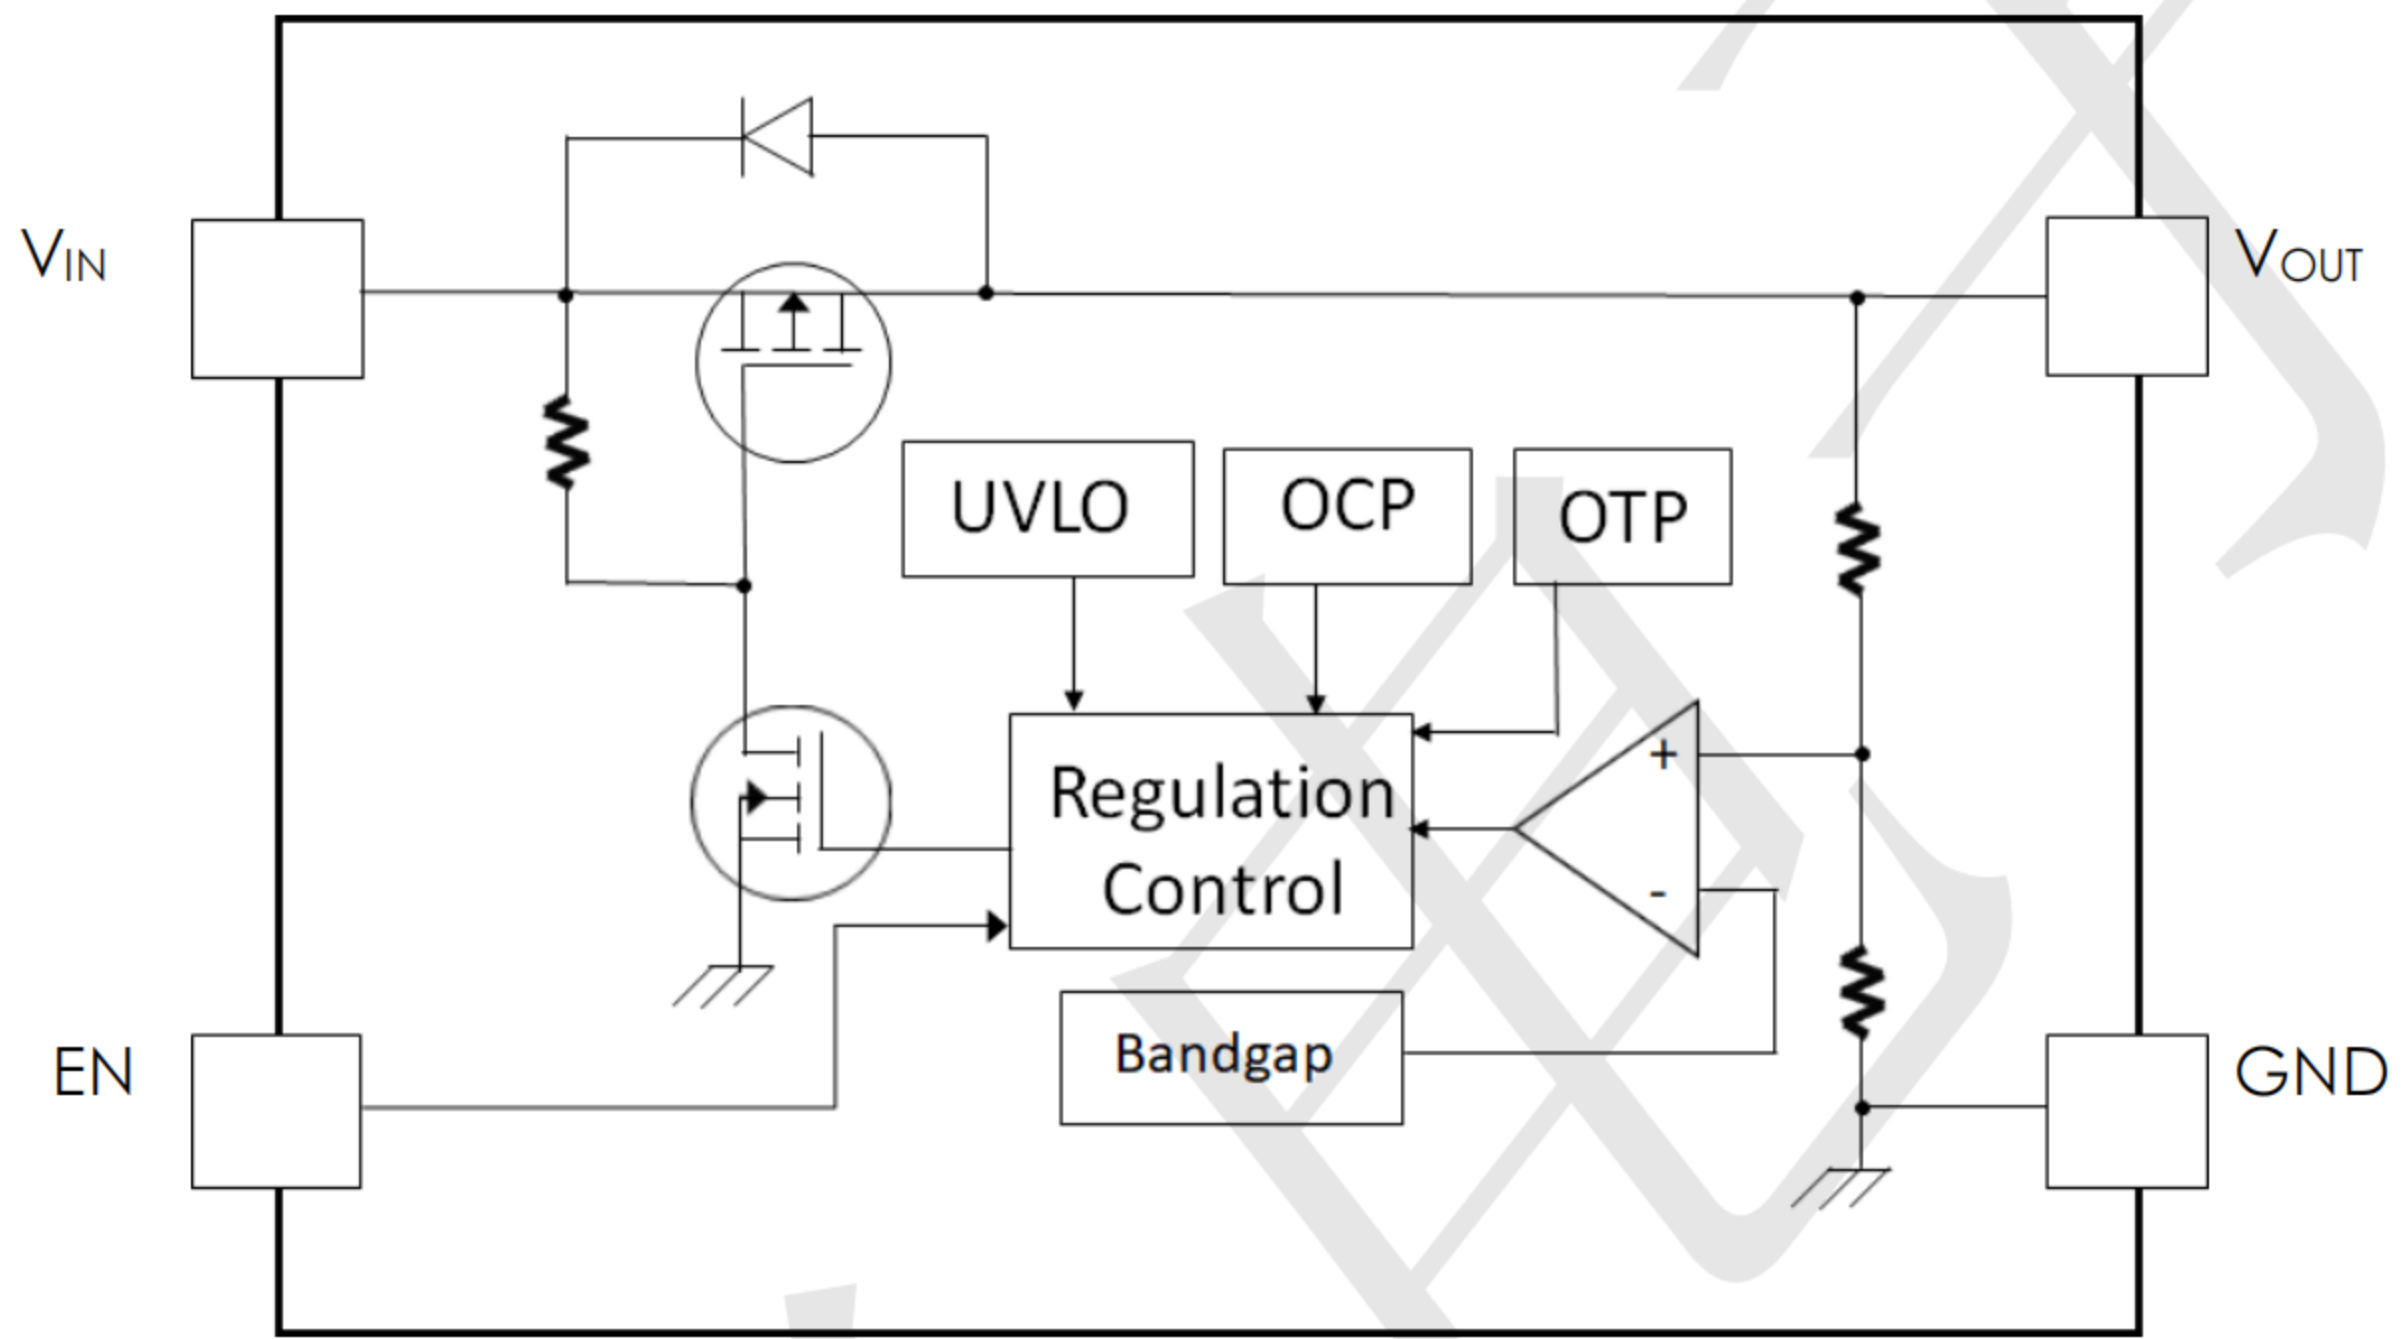 VIN
VOUT
UVLO
OCP
OTP
+
Regulation
Control
-
Bandgap
EN
GND